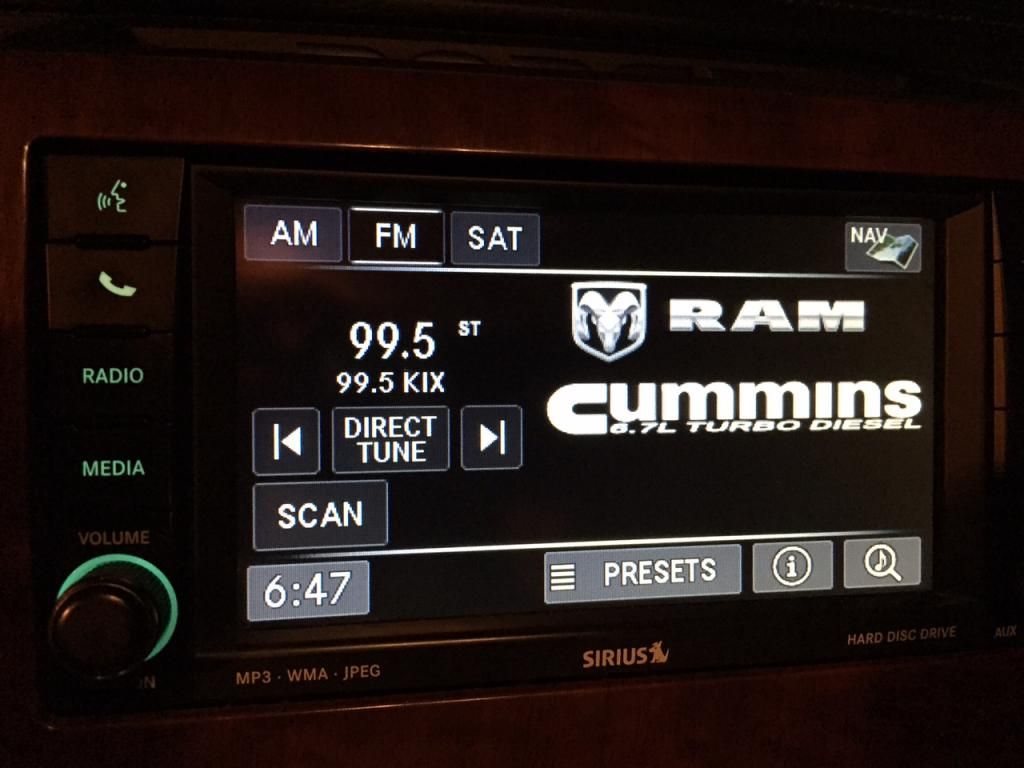 AM FM SAT NAV
99.5 ST
99.5 KIX
RAM
Cummins
6.7L TURBO DIESEL
DIRECT
TUNE
SCAN
6:47
PRESETS
RADIO
MEDIA
VOLUME
MP3 · WMA · JPEG
SIRIUS
HARD DISC DRIVE
AUX